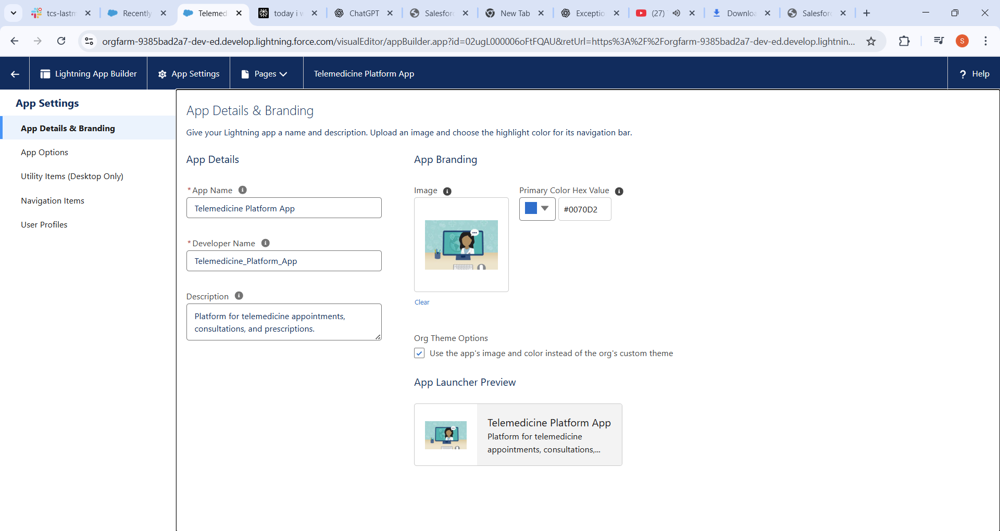 tcs-lastm
Recently
Telemed
today i w
ChatGPT
Salesforc
New Tab
Exceptio
(27)
Downloa
Salesforc
orgfarm-9385bad2a7-dev-ed.develop.lightning.force.com/visualEditor/appBuilder.app?id=02ugL000006oFtFQAU&retUrl=https%3A%2F%2Forgfarm-9385bad2a7-dev-ed.develop.lightnin...
S
Lightning App Builder
App Settings
Pages
Telemedicine Platform App
? Help
App Settings
App Details & Branding
App Options
Utility Items (Desktop Only)
Navigation Items
User Profiles
App Details & Branding
Give your Lightning app a name and description. Upload an image and choose the highlight color for its navigation bar.
App Details
*App Name
Telemedicine Platform App
*Developer Name
Telemedicine_Platform_App
Description
Platform for telemedicine appointments,
consultations, and prescriptions.
App Branding
Image
Primary Color Hex Value
#0070D2
Clear
Org Theme Options
Use the app's image and color instead of the org's custom theme
App Launcher Preview
Telemedicine Platform App
Platform for telemedicine
appointments, consultations,...